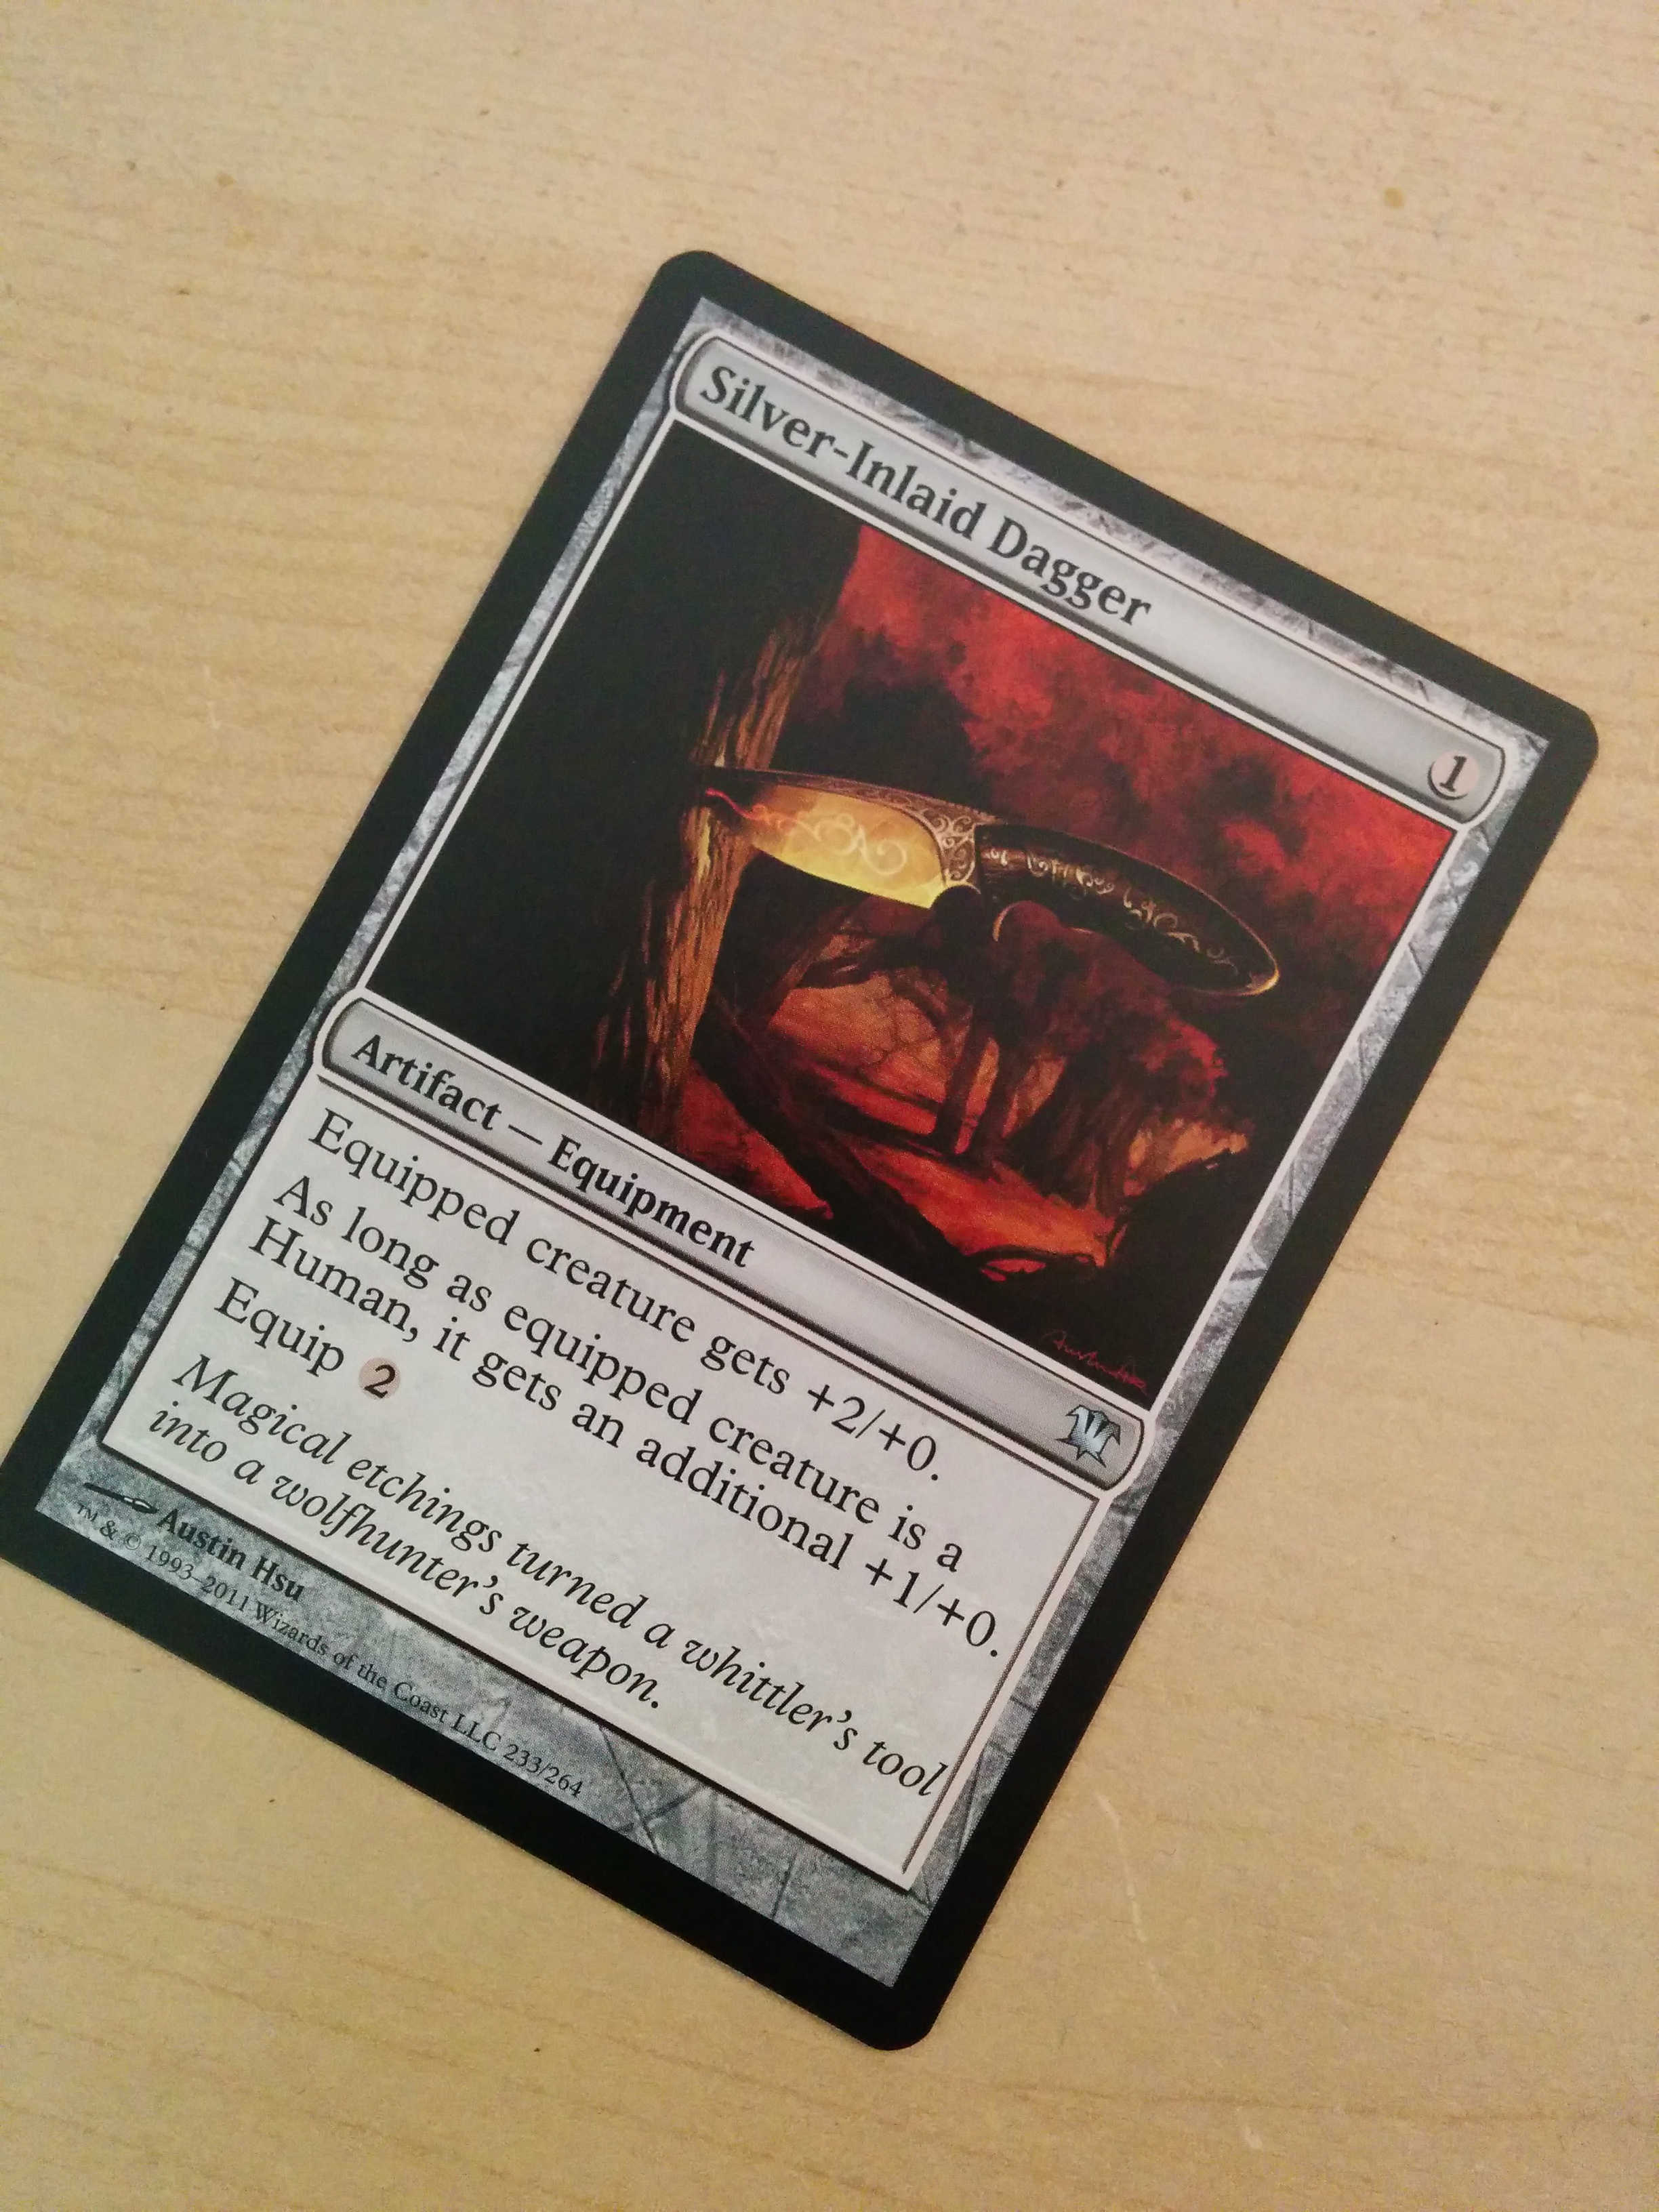 Silver-Inlaid Dagger
1
Artifact — Equipment
Equipped creature gets +2/+0.
As long as equipped creature is a
Human, it gets an additional +1/+0.
Equip 2
Magical etchings turned a whittler's tool
into a wolfhunter's weapon.
Austin Hsu
™ & © 1993–2011 Wizards of the Coast LLC 233/264